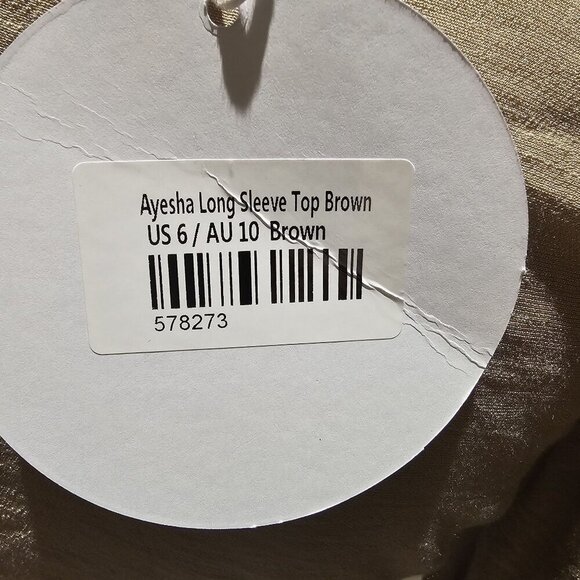 Ayesha Long Sleeve Top Brown
US 6 / AU 10 Brown
578273